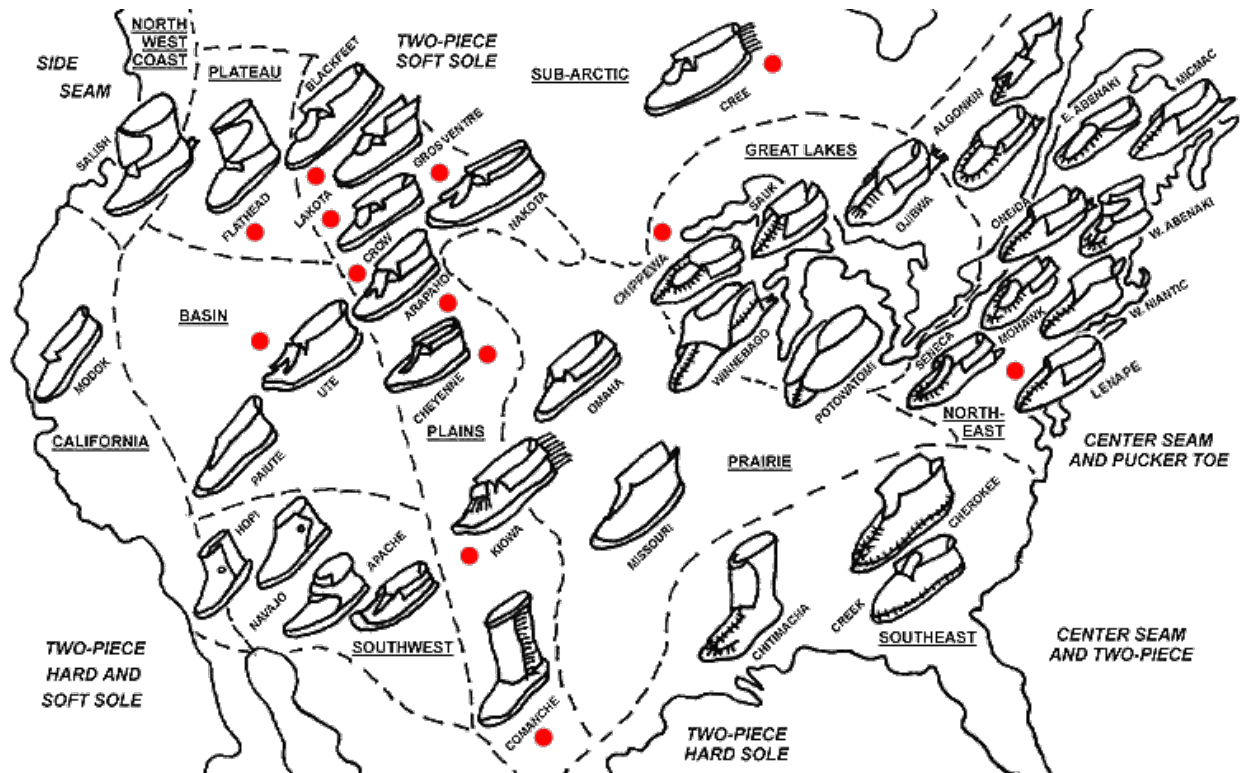 NORTH
WEST
COAST
SIDE
SEAM
PLATEAU
TWO-PIECE
SOFT SOLE
SUB-ARCTIC
BLACKFEET
CREE
ALGONKIN
E. ABENAKI
MICMAC
SALISH
GROS VENTRE
GREAT LAKES
FLATHEAD
LAKOTA
NAKOTA
SAUK
OJIBWA
ONEIDA
W. ABENAKI
CROW
CHIPPEWA
ARAPAHO
BASIN
MOHAWK
W. NIANTIC
MODOK
UTE
CHEYENNE
OMAHA
WINNEBAGO
POTOWATOMI
SENECA
LENAPE
CALIFORNIA
PLAINS
NORTH-
EAST
PAIUTE
PRAIRIE
CENTER SEAM
AND PUCKER TOE
HOPI
APACHE
KIOWA
MISSOURI
CHEROKEE
NAVAJO
CREEK
CHITIMACHA
SOUTHWEST
SOUTHEAST
TWO-PIECE
HARD AND
SOFT SOLE
CENTER SEAM
AND TWO-PIECE
COMANCHE
TWO-PIECE
HARD SOLE